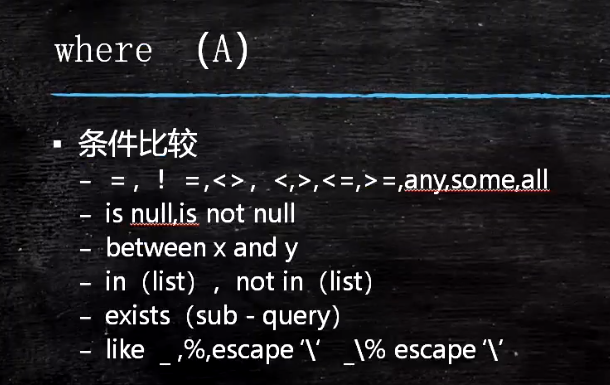 where （A）
▪ 条件比较
– =，！=,<>，<,>,<=,>=,any,some,all
– is null,is not null
– between x and y
– in（list），not in（list）
– exists（sub - query）
– like _ ,%,escape ‘\‘ _\% escape ‘\’